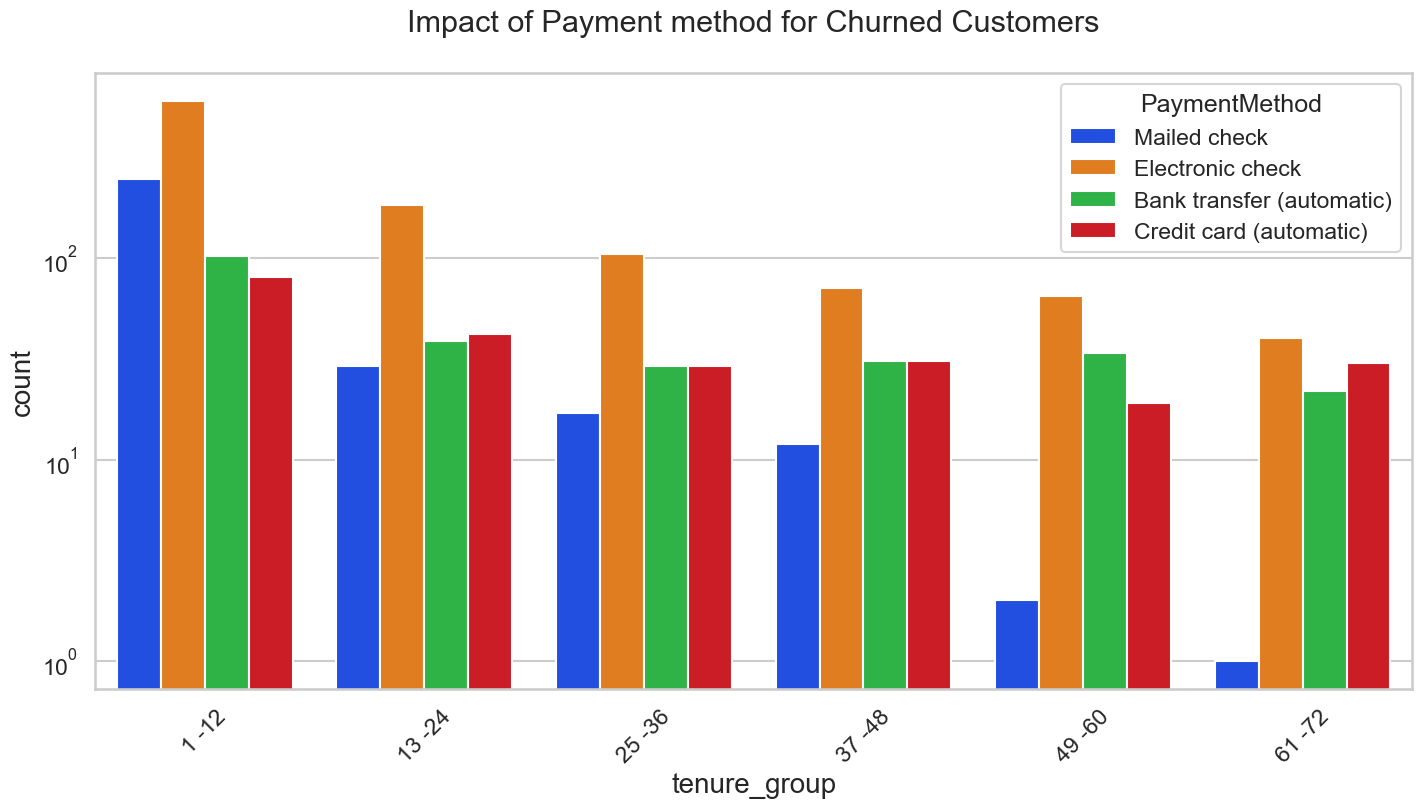 Impact of Payment method for Churned Customers
PaymentMethod
Mailed check
Electronic check
Bank transfer (automatic)
Credit card (automatic)
count
10²
10¹
10⁰
1 -12
13 -24
25 -36
37 -48
49 -60
61 -72
tenure_group